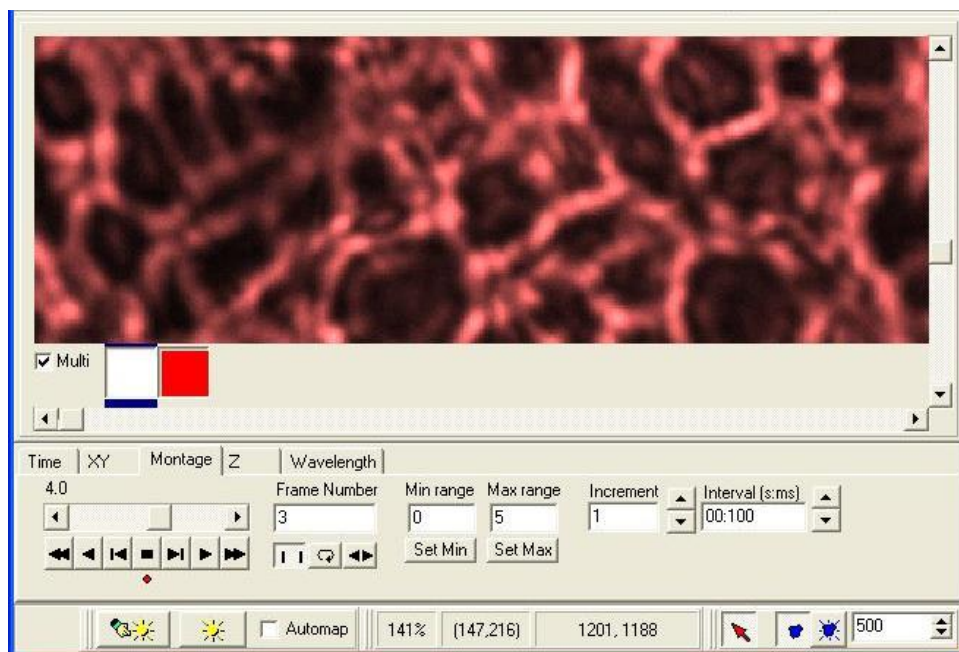 Multi
Time XY Montage Z Wavelength
4.0 Frame Number Min range Max range Increment Interval (s:ms)
3 0 5 1 00:100
Set Min Set Max
Automap 141% (147,216) 1201, 1188 500